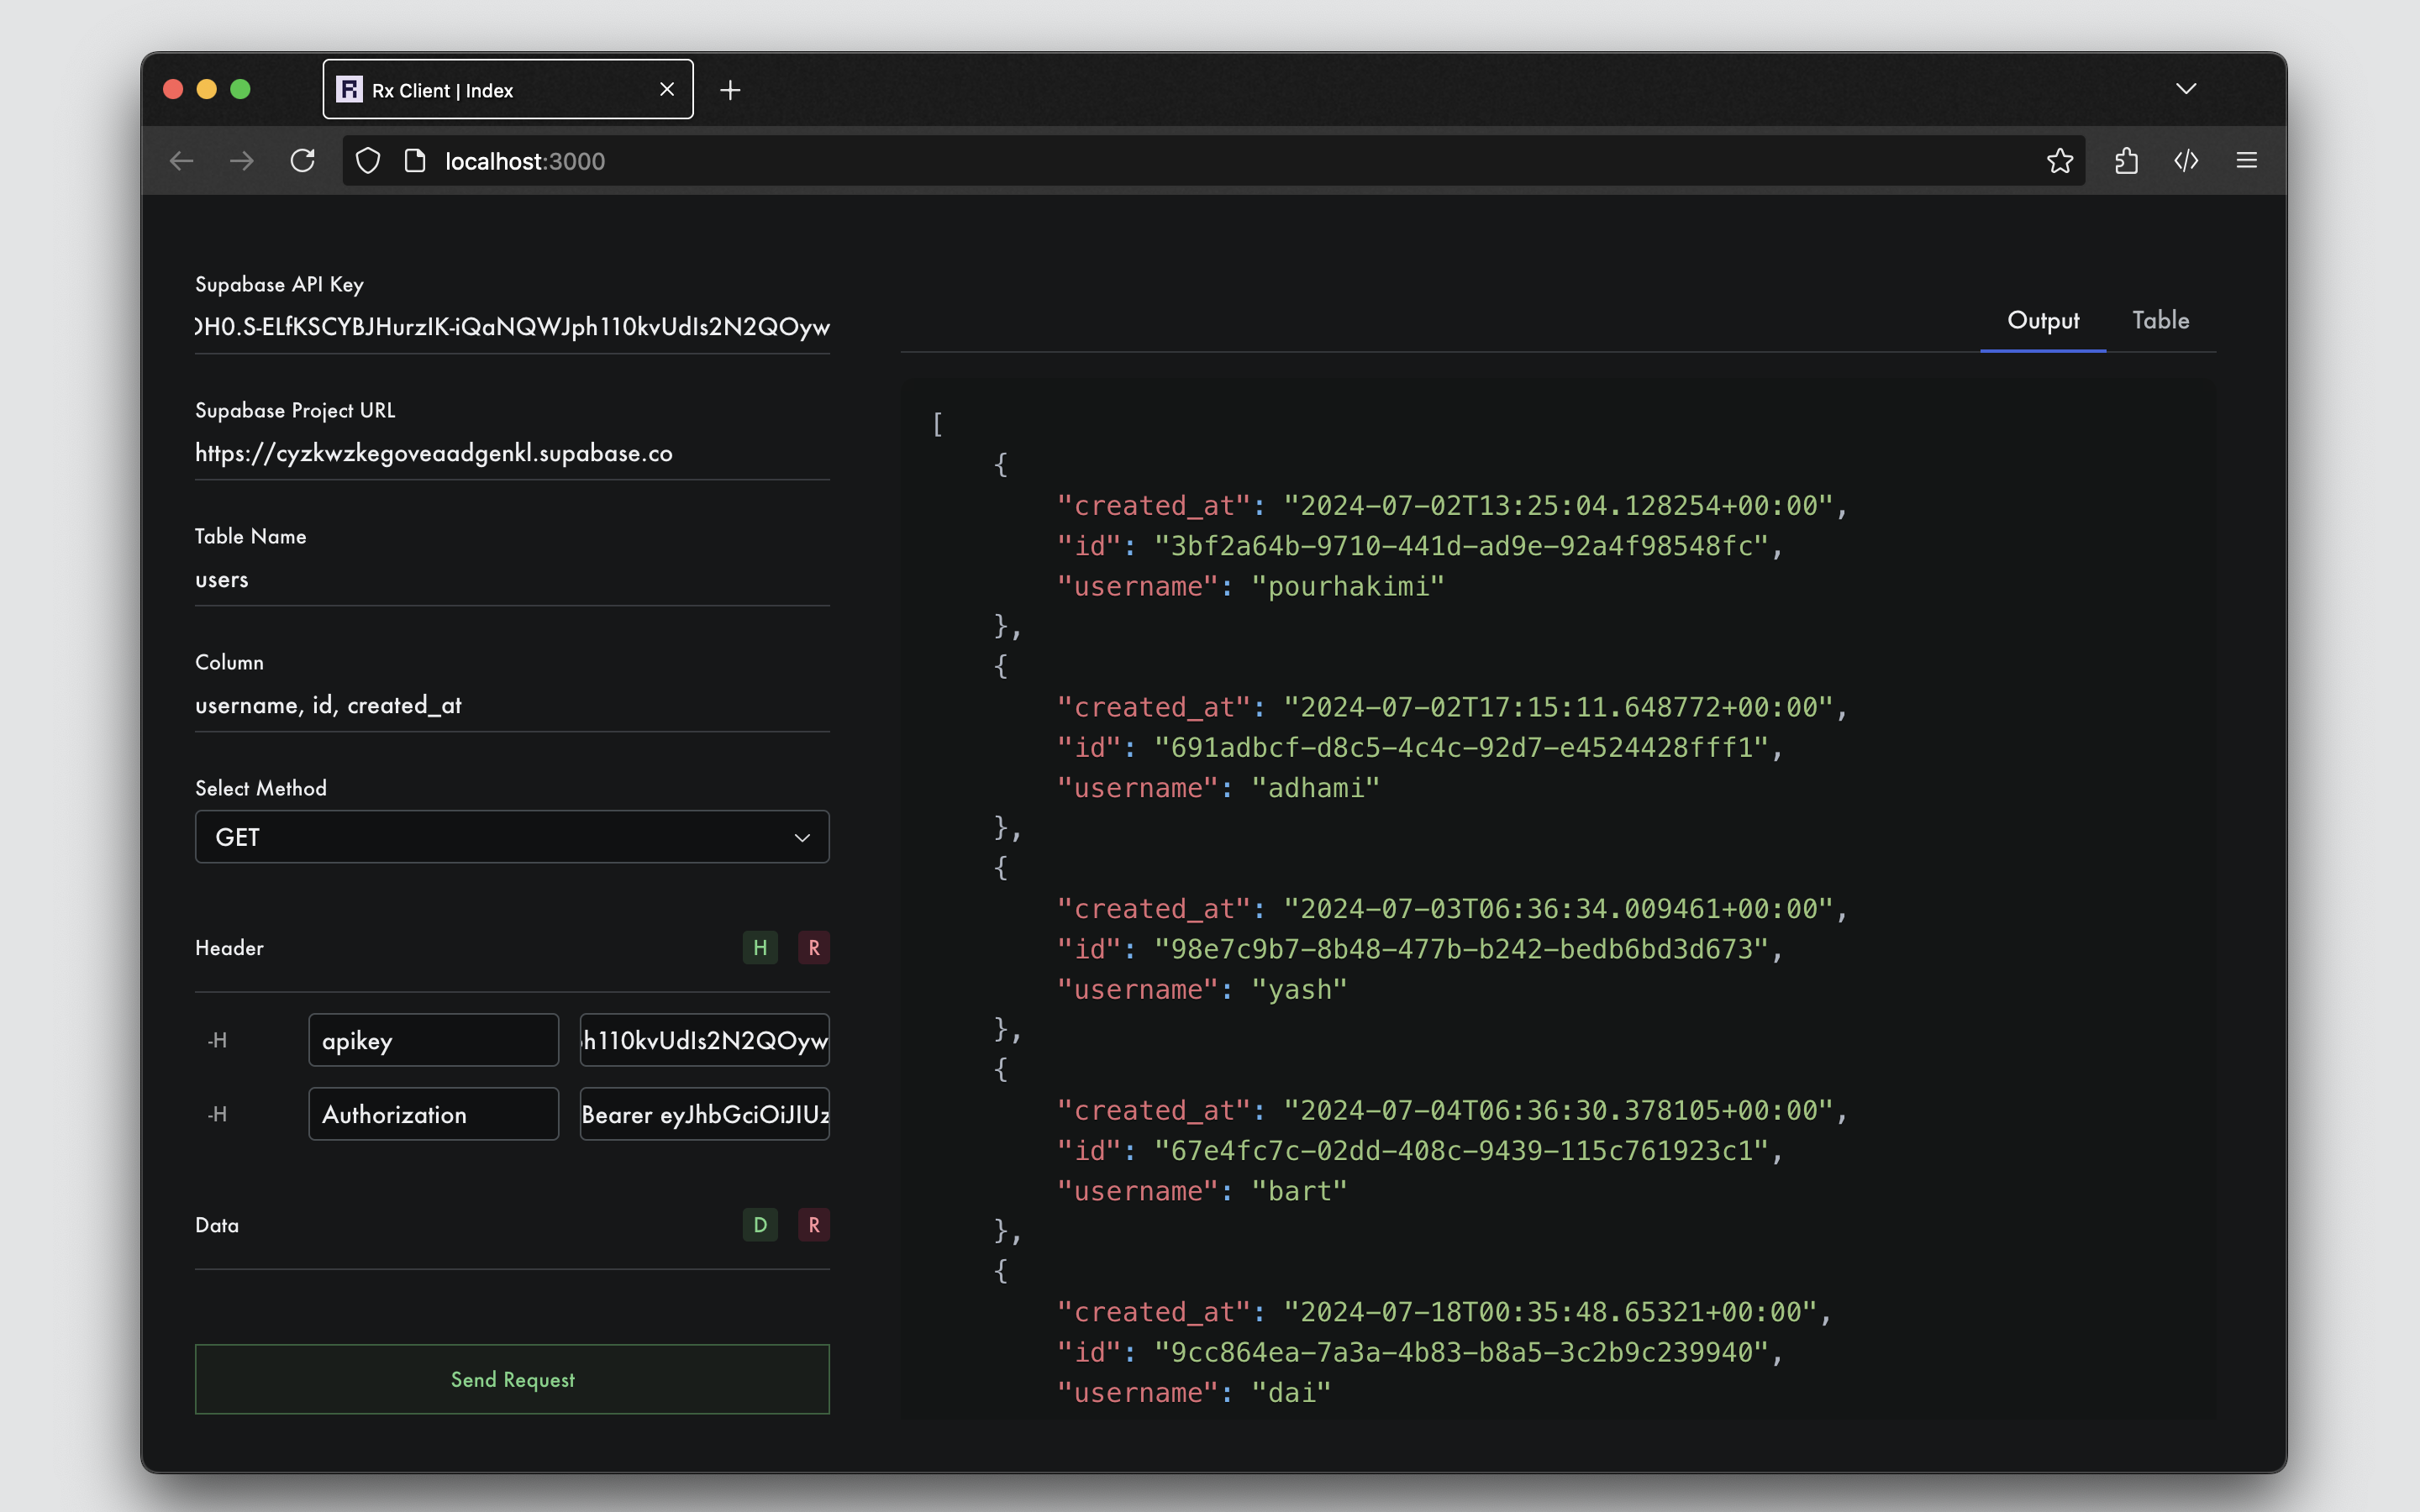 Rx Client | Index
localhost:3000
Supabase API Key
H0.S-ELfKSCYBJHurzIK-iQaNQWJph110kvUdIs2N2QOyw
Supabase Project URL
https://cyzkwzkegoveaadgenkl.supabase.co
Table Name
users
Column
username, id, created_at
Select Method
GET
Header
H R
-H apikey h110kvUdIs2N2QOyw
-H Authorization Bearer eyJhbGciOiJIUz
Data
D R
Send Request
Output Table
[
{
"created_at": "2024-07-02T13:25:04.128254+00:00",
"id": "3bf2a64b-9710-441d-ad9e-92a4f98548fc",
"username": "pourhakimi"
},
{
"created_at": "2024-07-02T17:15:11.648772+00:00",
"id": "691adbcf-d8c5-4c4c-92d7-e4524428fff1",
"username": "adhami"
},
{
"created_at": "2024-07-03T06:36:34.009461+00:00",
"id": "98e7c9b7-8b48-477b-b242-bedb6bd3d673",
"username": "yash"
},
{
"created_at": "2024-07-04T06:36:30.378105+00:00",
"id": "67e4fc7c-02dd-408c-9439-115c761923c1",
"username": "bart"
},
{
"created_at": "2024-07-18T00:35:48.65321+00:00",
"id": "9cc864ea-7a3a-4b83-b8a5-3c2b9c239940",
"username": "dai"